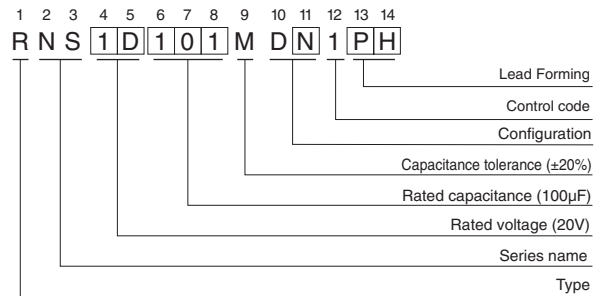 1 2 3 4 5 6 7 8 9 10 11 12 13 14
R N S 1 D 1 0 1 M D N 1 P H
Lead Forming
Control code
Configuration
Capacitance tolerance (±20%)
Rated capacitance (100µF)
Rated voltage (20V)
Series name
Type